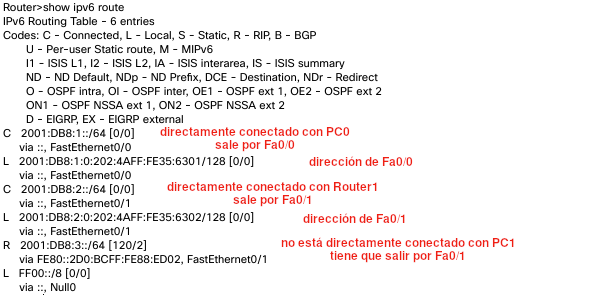 Router>show ipv6 route
IPv6 Routing Table - 6 entries
Codes: C - Connected, L - Local, S - Static, R - RIP, B - BGP
U - Per-user Static route, M - MIPv6
I1 - ISIS L1, I2 - ISIS L2, IA - ISIS interarea, IS - ISIS summary
ND - ND Default, NDp - ND Prefix, DCE - Destination, NDr - Redirect
O - OSPF intra, OI - OSPF inter, OE1 - OSPF ext 1, OE2 - OSPF ext 2
ON1 - OSPF NSSA ext 1, ON2 - OSPF NSSA ext 2
D - EIGRP, EX - EIGRP external
C 2001:DB8:1::/64 [0/0] directamente conectado con PC0
via ::, FastEthernet0/0 sale por Fa0/0
L 2001:DB8:1:0:202:4AFF:FE35:6301/128 [0/0] dirección de Fa0/0
via ::, FastEthernet0/0
C 2001:DB8:2::/64 [0/0] directamente conectado con Router1
via ::, FastEthernet0/1 sale por Fa0/1
L 2001:DB8:2:0:202:4AFF:FE35:6302/128 [0/0] dirección de Fa0/1
via ::, FastEthernet0/1
R 2001:DB8:3::/64 [120/2] no está directamente conectado con PC1
via FE80::2D0:BCFF:FE88:ED02, FastEthernet0/1 tiene que salir por Fa0/1
L FF00::/8 [0/0]
via ::, Null0